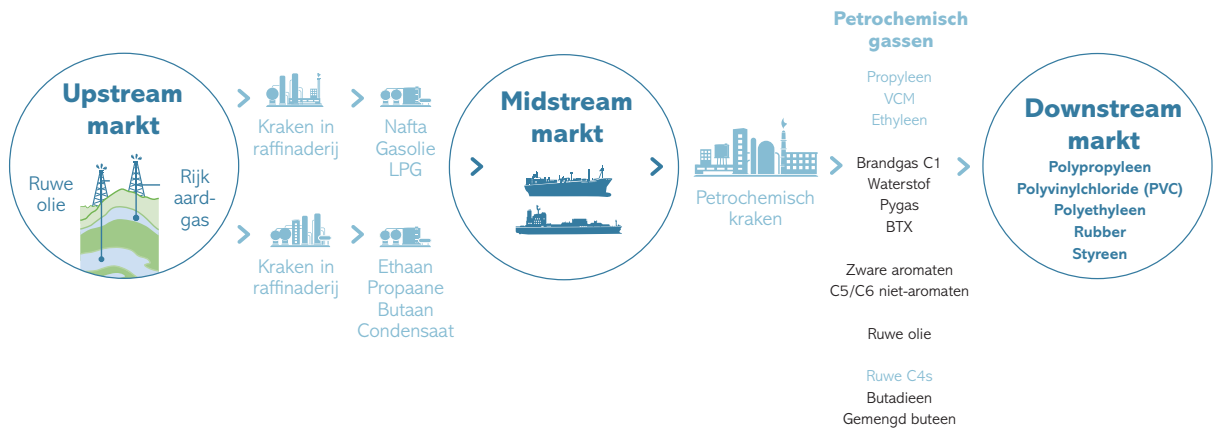 Upstream
markt
Ruwe
olie
Rijk
aard-
gas
Kraken in
raffinaderij
Nafta
Gasolie
LPG
Kraken in
raffinaderij
Ethaan
Propaane
Butaan
Condensaat
Midstream
markt
Petrochemisch
kraken
Petrochemisch
gassen
Propyleen
VCM
Ethyleen
Brandgas C1
Waterstof
Pygas
BTX
Zware aromaten
C5/C6 niet-aromaten
Ruwe olie
Ruwe C4s
Butadieen
Gemengd buteen
Downstream
markt
Polypropyleen
Polyvinylchloride (PVC)
Polyethyleen
Rubber
Styreen